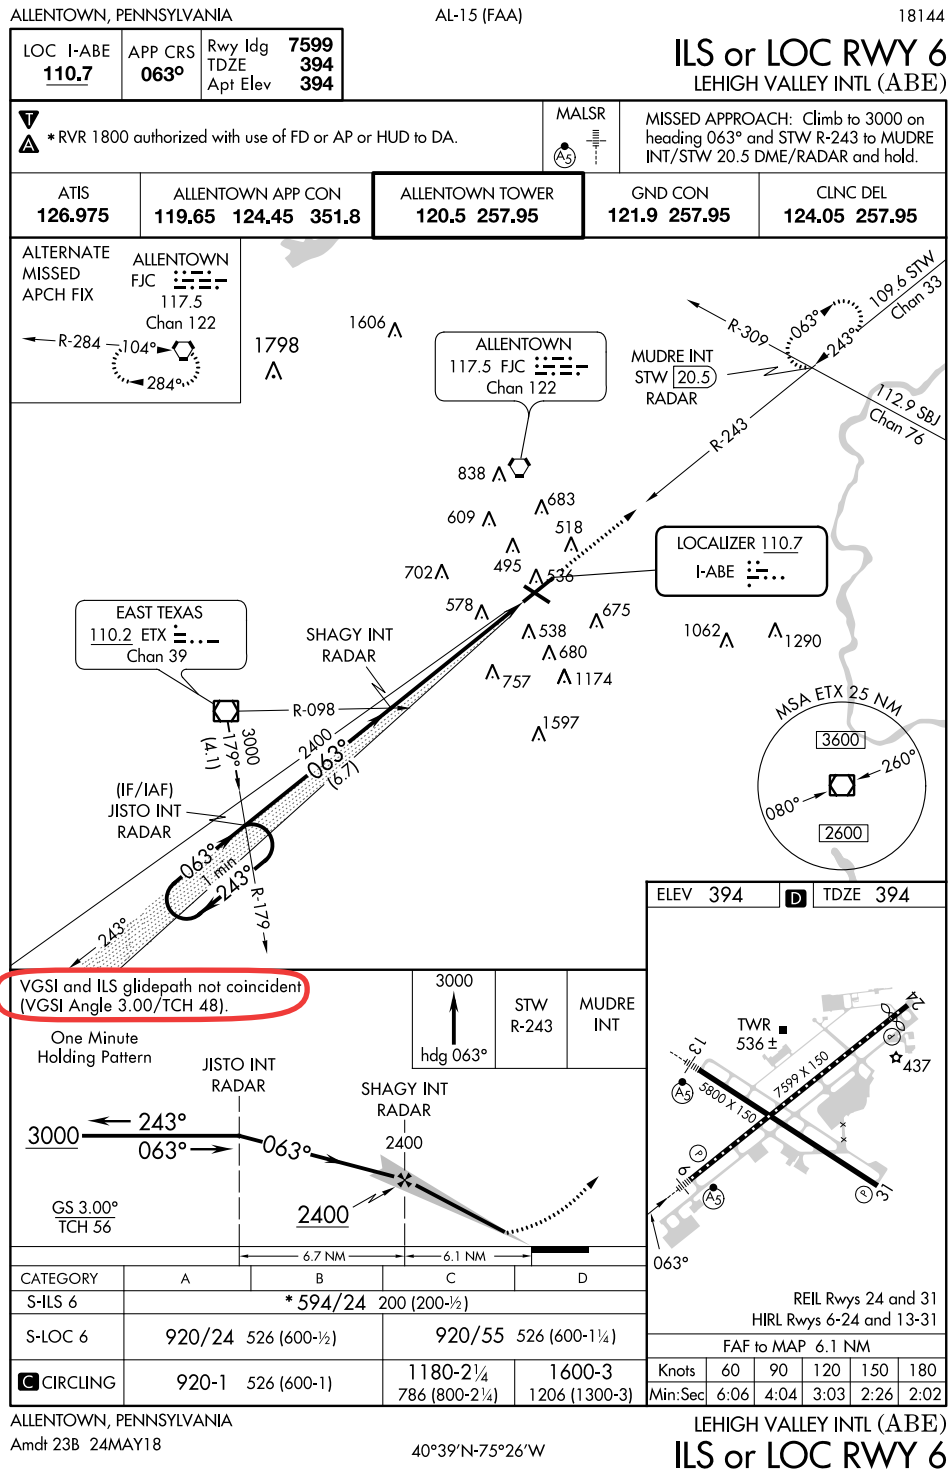 ALLENTOWN, PENNSYLVANIA
AL-15 (FAA)
18144
LOC I-ABE
110.7
APP CRS
063°
Rwy ldg 7599
TDZE 394
Apt Elev 394
ILS or LOC RWY 6
LEHIGH VALLEY INTL (ABE)
T
A
* RVR 1800 authorized with use of FD or AP or HUD to DA.
MALSR
A5
MISSED APPROACH: Climb to 3000 on
heading 063° and STW R-243 to MUDRE
INT/STW 20.5 DME/RADAR and hold.
ATIS
126.975
ALLENTOWN APP CON
119.65 124.45 351.8
ALLENTOWN TOWER
120.5 257.95
GND CON
121.9 257.95
CLNC DEL
124.05 257.95
ALTERNATE
MISSED
APCH FIX
ALLENTOWN
FJC
117.5
Chan 122
R-284
104°
284°
1798
1606
ALLENTOWN
117.5 FJC
Chan 122
MUDRE INT
STW 20.5
RADAR
R-309
063°
243°
109.6 STW
Chan 33
112.9 SBJ
Chan 76
R-243
838
683
609
518
495
702
536
578
675
538
680
757
1174
1597
1062
1290
LOCALIZER 110.7
I-ABE
EAST TEXAS
110.2 ETX
Chan 39
SHAGY INT
RADAR
R-098
3000
179°
(4.1)
2400
063°
(6.7)
(IF/IAF)
JISTO INT
RADAR
063°
1 min
243°
R-179
243°
MSA ETX 25 NM
3600
260°
080°
2600
VGSI and ILS glidepath not coincident
(VGSI Angle 3.00/TCH 48).
One Minute
Holding Pattern
3000
hdg 063°
STW
R-243
MUDRE
INT
JISTO INT
RADAR
SHAGY INT
RADAR
2400
3000
243°
063°
063°
2400
GS 3.00°
TCH 56
6.7 NM
6.1 NM
ELEV 394
D
TDZE 394
TWR
536 ±
437
24
13
7599 X 150
5800 X 150
A5
P
P
P
6
31
A5
063°
REIL Rwys 24 and 31
HIRL Rwys 6-24 and 13-31
FAF to MAP 6.1 NM
Knots 60 90 120 150 180
Min:Sec 6:06 4:04 3:03 2:26 2:02
CATEGORY A B C D
S-ILS 6 * 594/24 200 (200-½)
S-LOC 6 920/24 526 (600-½) 920/55 526 (600-1¼)
C CIRCLING 920-1 526 (600-1) 1180-2¼ 786 (800-2¼) 1600-3 1206 (1300-3)
ALLENTOWN, PENNSYLVANIA
Amdt 23B 24MAY18
40°39'N-75°26'W
LEHIGH VALLEY INTL (ABE)
ILS or LOC RWY 6